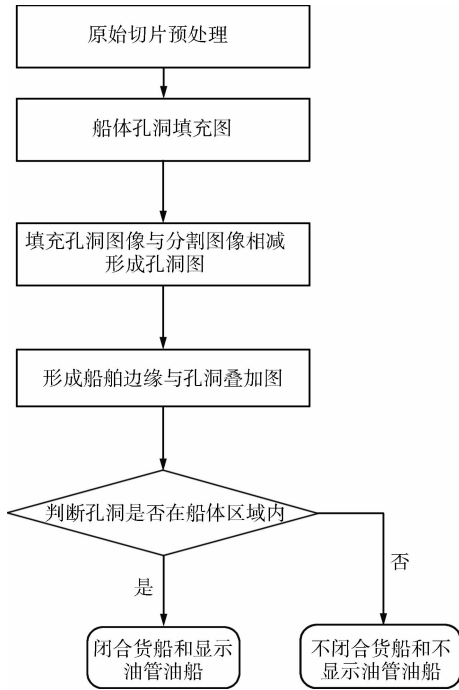 原始切片预处理
船体孔洞填充图
填充孔洞图像与分割图像相减
形成孔洞图
形成船舶边缘与孔洞叠加图
判断孔洞是否在船体区域内
是
否
闭合货船和显示
油管油船
不闭合货船和不
显示油管油船